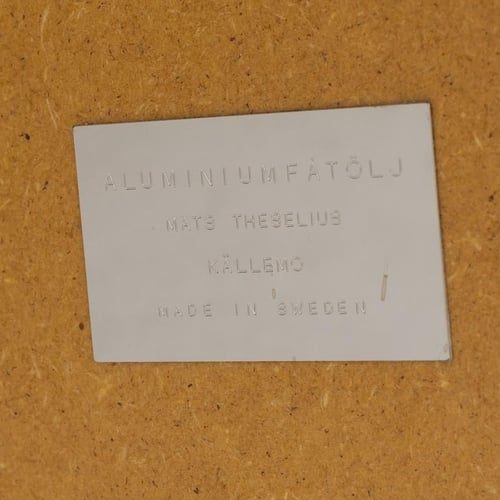 ALUMINIUMFÅTÖLJ
MATS THESELIUS
KÄLLEMO
MADE IN SWEDEN